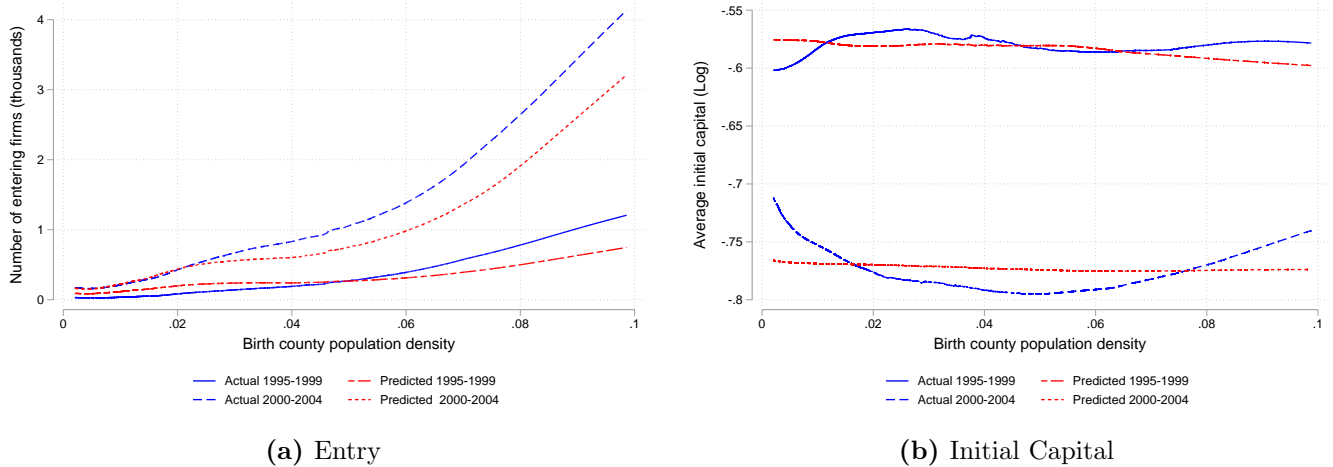 Number of entering firms (thousands)
4
3
2
1
0
0
.02
.04
.06
.08
.1
Birth county population density
Actual 1995-1999
Predicted 1995-1999
Actual 2000-2004
Predicted 2000-2004
(a) Entry
Average initial capital (Log)
-.55
-.6
-.65
-.7
-.75
-.8
0
.02
.04
.06
.08
.1
Birth county population density
Actual 1995-1999
Predicted 1995-1999
Actual 2000-2004
Predicted 2000-2004
(b) Initial Capital